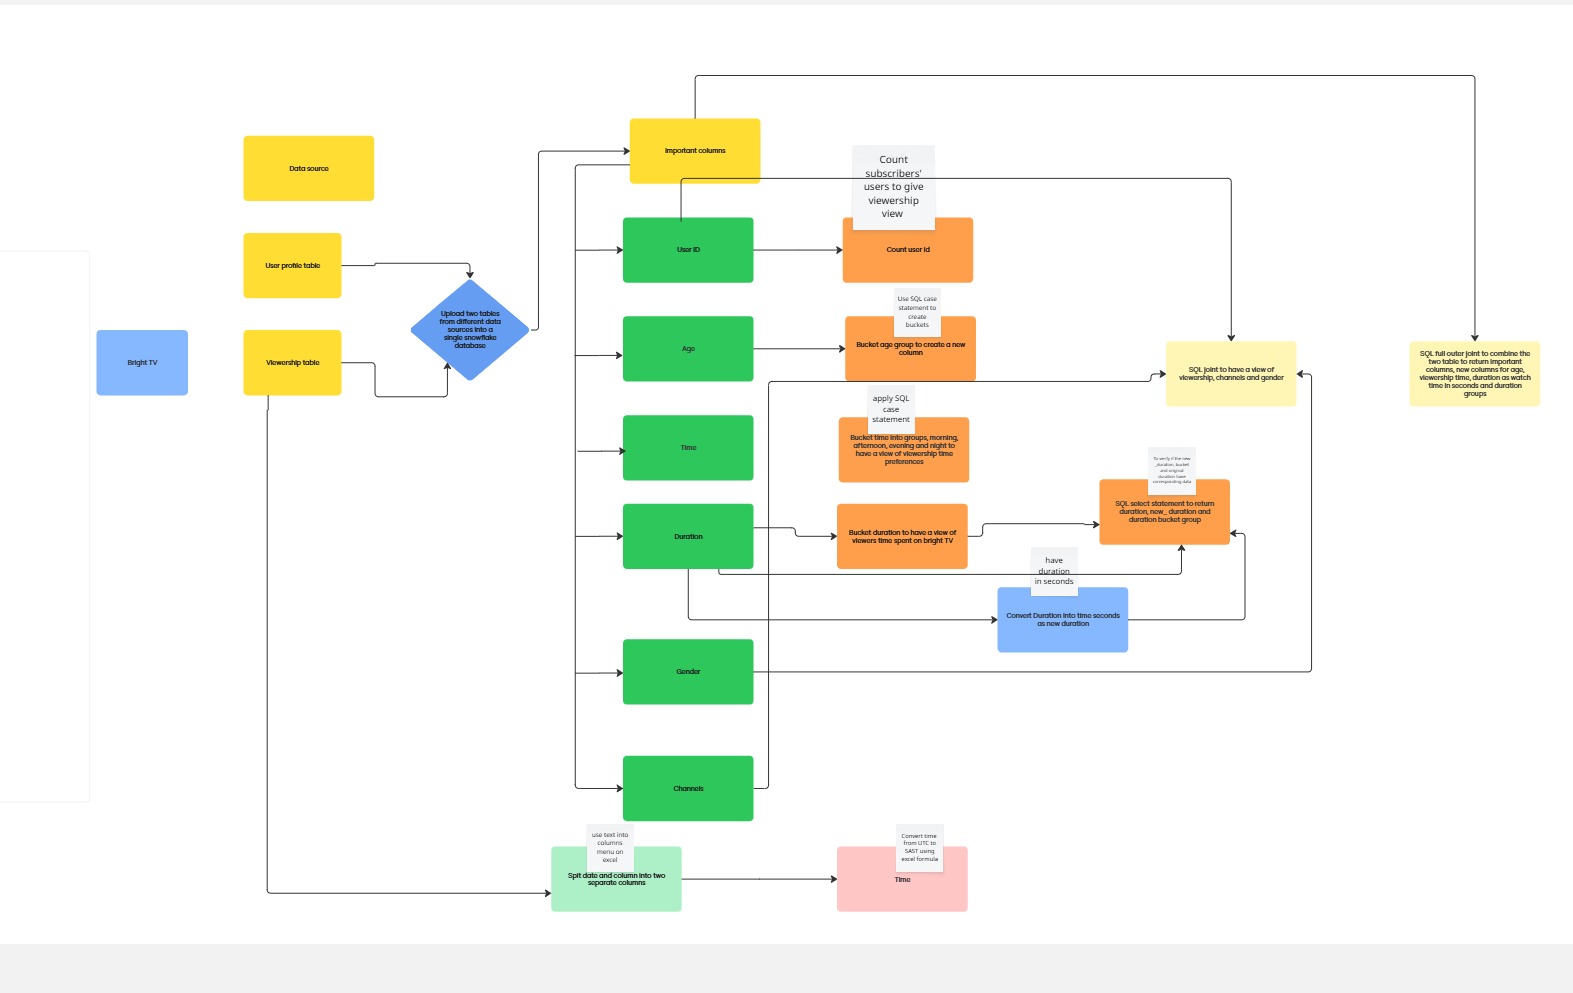 Important columns
Data source
Count
subscribers'
users to give
viewership
view
User ID
Count user id
User profile table
Use SQL case
statement to
create
buckets
Upload two tables
from different data
sources into a
single snowflake
database
Bright TV
Viewership table
Age
Bucket age group to create a new
column
SQL joint to have a view of
viewership, channels and gender
SQL full outer joint to combine the
two table to return important
columns, new columns for age,
viewership time, duration as watch
time in seconds and duration
groups
apply SQL
case
statement
Time
Bucket time into groups, morning,
afternoon, evening and night to
have a view of viewership time
preferences
To verify if the new
_duration, bucket
and original
duration have
corresponding data
SQL select statement to return
duration, new_ duration and
duration bucket group
Duration
Bucket duration to have a view of
viewers time spent on bright TV
have
duration
in seconds
Convert Duration into time seconds
as new duration
Gender
Channels
use text into
columns
menu on
excel
Spit date and column into two
separate columns
Convert time
from UTC to
SAST using
excel formula
Time